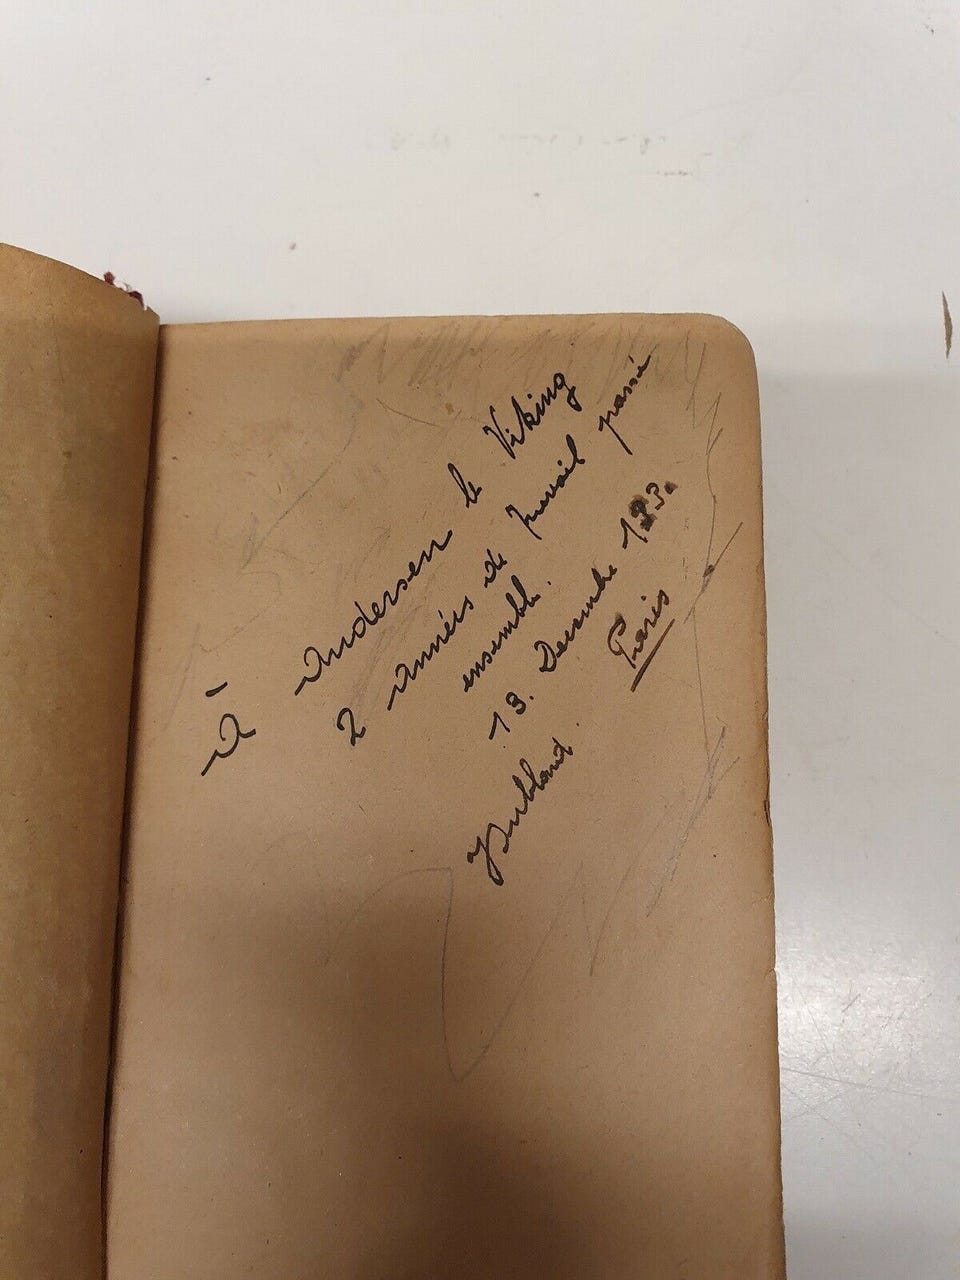 à Andersen le Viking
2 années de travail passé
ensemble.
13. Decembre 193.
Paris